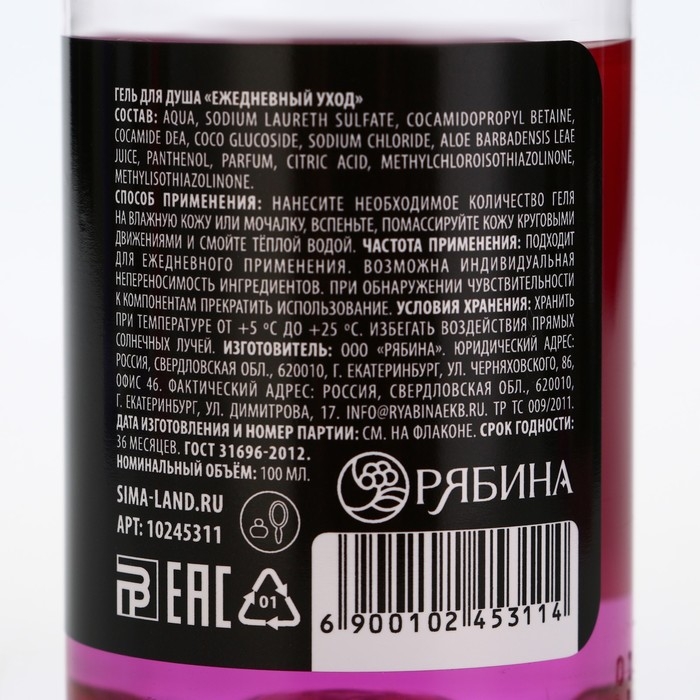 ГЕЛЬ ДЛЯ ДУША «ЕЖЕДНЕВНЫЙ УХОД»
СОСТАВ: AQUA, SODIUM LAURETH SULFATE, COCAMIDOPROPYL BETAINE,
COCAMIDE DEA, COCO GLUCOSIDE, SODIUM CHLORIDE, ALOE BARBADENSIS LEAE
JUICE, PANTHENOL, PARFUM, CITRIC ACID, METHYLCHLOROISOTHIAZOLINONE,
METHYLISOTHIAZOLINONE.
СПОСОБ ПРИМЕНЕНИЯ: НАНЕСИТЕ НЕОБХОДИМОЕ КОЛИЧЕСТВО ГЕЛЯ
НА ВЛАЖНУЮ КОЖУ ИЛИ МОЧАЛКУ, ВСПЕНЬТЕ, ПОМАССИРУЙТЕ КОЖУ КРУГОВЫМИ
ДВИЖЕНИЯМИ И СМОЙТЕ ТЁПЛОЙ ВОДОЙ. ЧАСТОТА ПРИМЕНЕНИЯ: ПОДХОДИТ
ДЛЯ ЕЖЕДНЕВНОГО ПРИМЕНЕНИЯ. ВОЗМОЖНА ИНДИВИДУАЛЬНАЯ
НЕПЕРЕНОСИМОСТЬ ИНГРЕДИЕНТОВ. ПРИ ОБНАРУЖЕНИИ ЧУВСТВИТЕЛЬНОСТИ
К КОМПОНЕНТАМ ПРЕКРАТИТЬ ИСПОЛЬЗОВАНИЕ. УСЛОВИЯ ХРАНЕНИЯ: ХРАНИТЬ
ПРИ ТЕМПЕРАТУРЕ ОТ +5 ºС ДО +25 ºС. ИЗБЕГАТЬ ВОЗДЕЙСТВИЯ ПРЯМЫХ
СОЛНЕЧНЫХ ЛУЧЕЙ. ИЗГОТОВИТЕЛЬ: ООО «РЯБИНА». ЮРИДИЧЕСКИЙ АДРЕС:
РОССИЯ, СВЕРДЛОВСКАЯ ОБЛ., 620010, Г. ЕКАТЕРИНБУРГ, УЛ. ЧЕРНЯХОВСКОГО, 86,
ОФИС 46. ФАКТИЧЕСКИЙ АДРЕС: РОССИЯ, СВЕРДЛОВСКАЯ ОБЛ., 620010,
Г. ЕКАТЕРИНБУРГ, УЛ. ДИМИТРОВА, 17. INFO@RYABINAEKB.RU. ТР ТС 009/2011.
ДАТА ИЗГОТОВЛЕНИЯ И НОМЕР ПАРТИИ: СМ. НА ФЛАКОНЕ. СРОК ГОДНОСТИ:
36 МЕСЯЦЕВ. ГОСТ 31696-2012.
НОМИНАЛЬНЫЙ ОБЪЁМ: 100 МЛ.
РЯБИНА
SIMA-LAND.RU
АРТ: 10245311
ЕАС
01
6 900102 453114